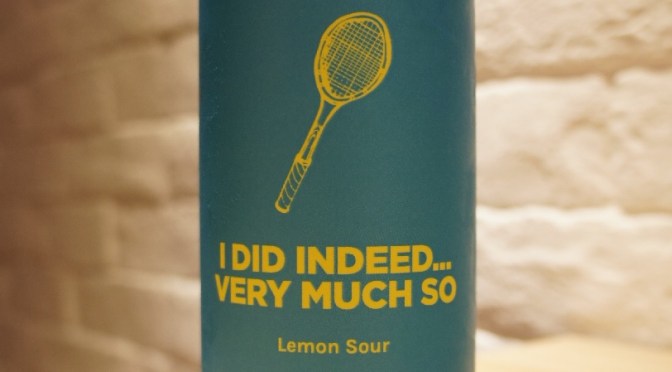 I DID INDEED...
VERY MUCH SO
Lemon Sour